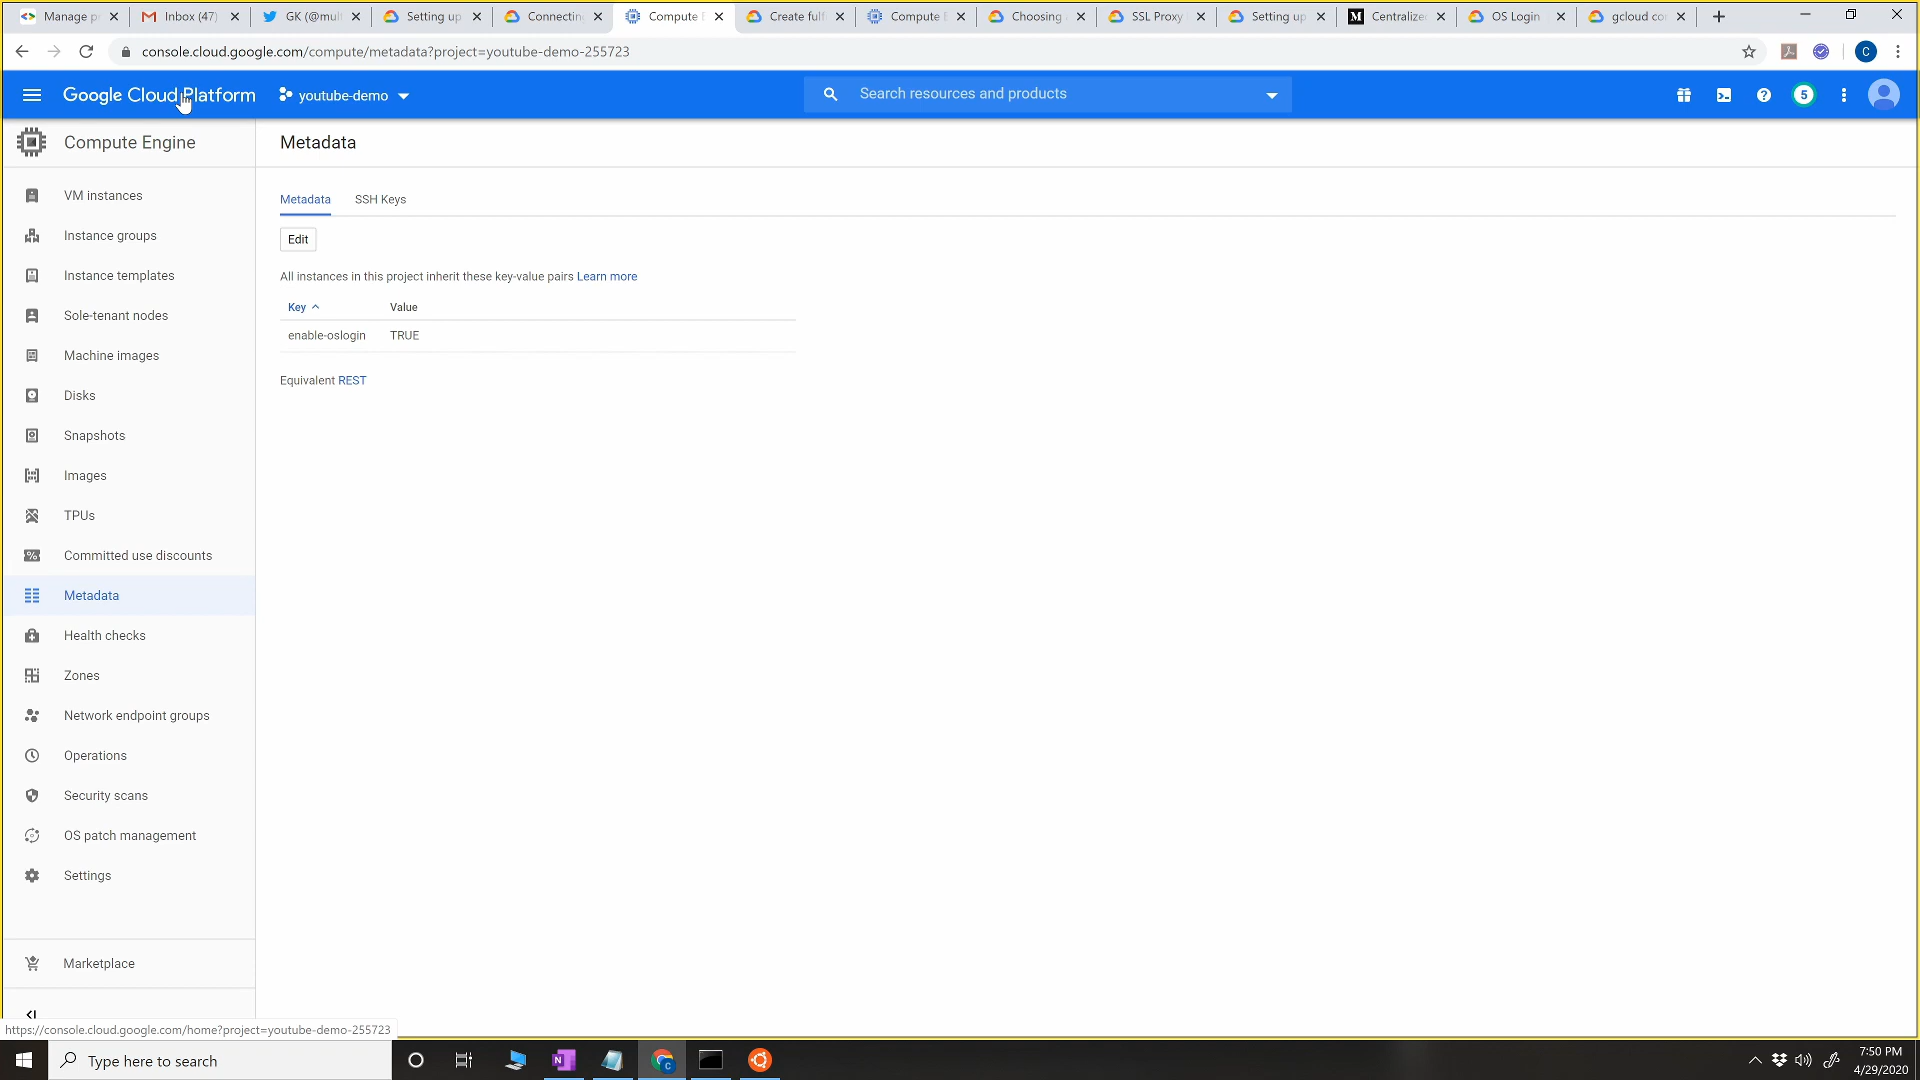 Manage p
Inbox (47)
GK (@mul
Setting up
Connectin
Compute E
Create fulf
Compute E
Choosing
SSL Proxy
Setting up
Centralize
OS Login
gcloud co
console.cloud.google.com/compute/metadata?project=youtube-demo-255723
C
Google Cloud Platform
youtube-demo
Search resources and products
5
Compute Engine
Metadata
VM instances
Instance groups
Instance templates
Sole-tenant nodes
Machine images
Disks
Snapshots
Images
TPUs
Committed use discounts
Metadata
Health checks
Zones
Network endpoint groups
Operations
Security scans
OS patch management
Settings
Marketplace
Metadata SSH Keys
Edit
All instances in this project inherit these key-value pairs Learn more
Key Value
enable-oslogin TRUE
Equivalent REST
https://console.cloud.google.com/home?project=youtube-demo-255723
Type here to search
7:50 PM
4/29/2020